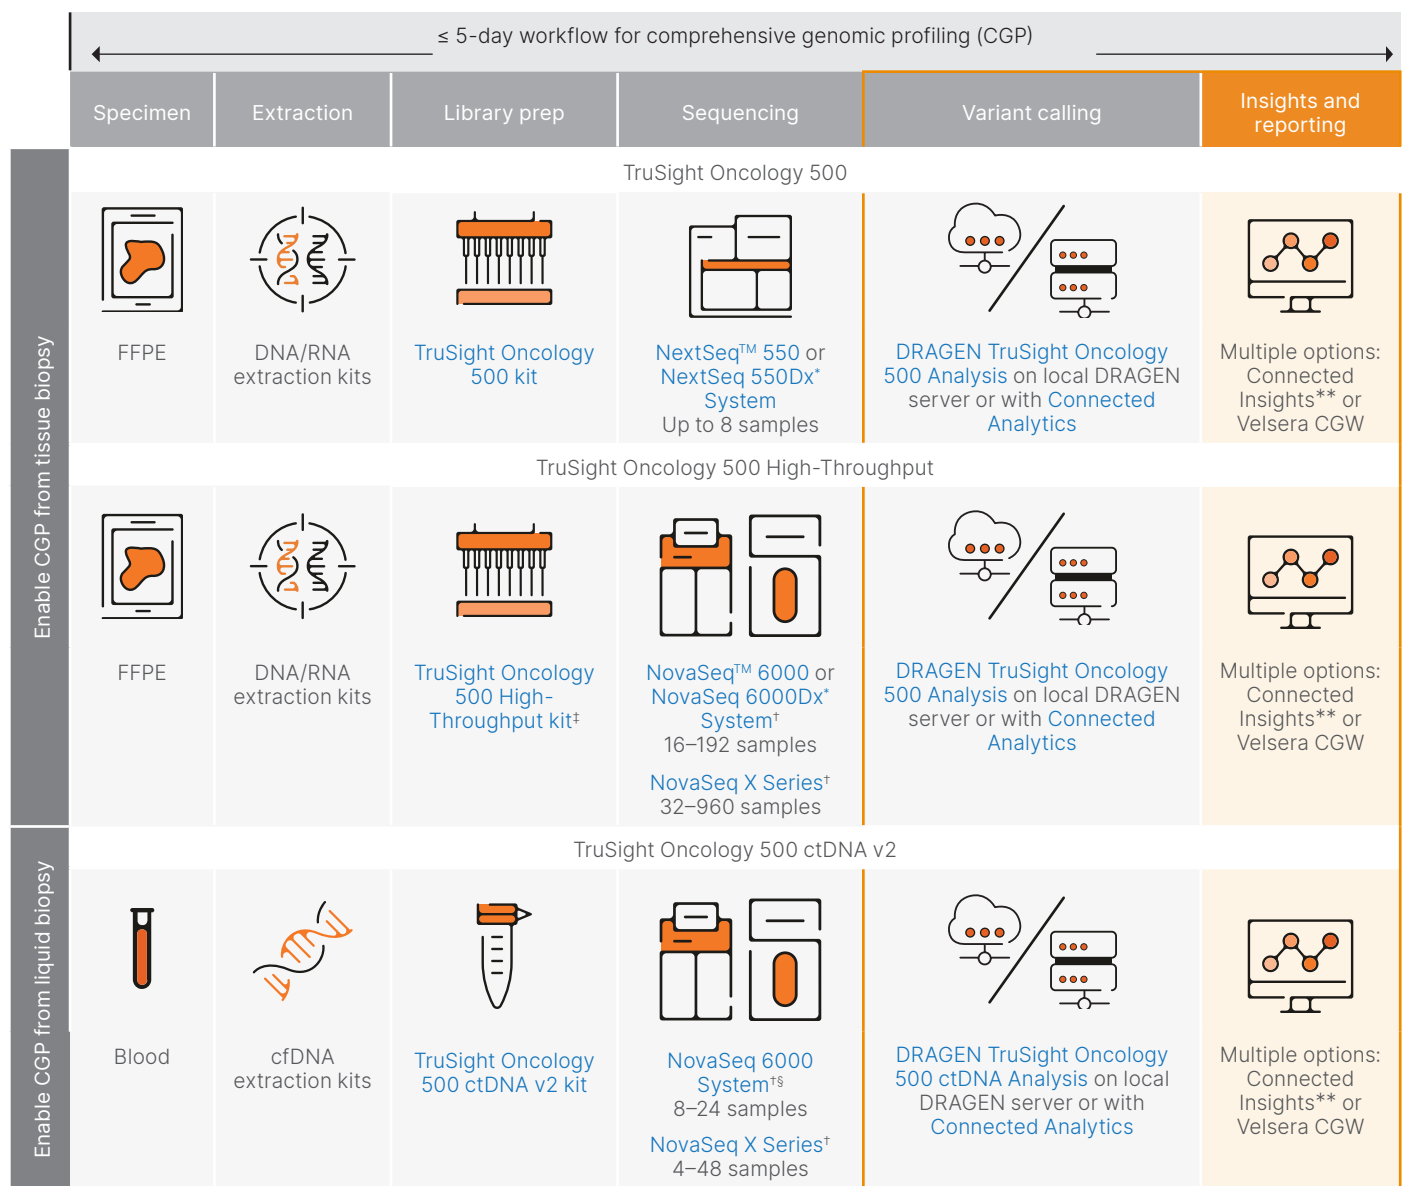 ≤ 5-day workflow for comprehensive genomic profiling (CGP)
Specimen
Extraction
Library prep
Sequencing
Variant calling
Insights and
reporting
Enable CGP from tissue biopsy
TruSight Oncology 500
FFPE
DNA/RNA
extraction kits
TruSight Oncology
500 kit
NextSeq™ 550 or
NextSeq 550Dx*
System
Up to 8 samples
DRAGEN TruSight Oncology
500 Analysis on local DRAGEN
server or with Connected
Analytics
Multiple options:
Connected
Insights** or
Velsera CGW
TruSight Oncology 500 High-Throughput
FFPE
DNA/RNA
extraction kits
TruSight Oncology
500 High-
Throughput kit‡
NovaSeq™ 6000 or
NovaSeq 6000Dx*
System†
16–192 samples
NovaSeq X Series†
32–960 samples
DRAGEN TruSight Oncology
500 Analysis on local DRAGEN
server or with Connected
Analytics
Multiple options:
Connected
Insights** or
Velsera CGW
Enable CGP from liquid biopsy
TruSight Oncology 500 ctDNA v2
Blood
cfDNA
extraction kits
TruSight Oncology
500 ctDNA v2 kit
NovaSeq 6000
System†§
8–24 samples
NovaSeq X Series†
4–48 samples
DRAGEN TruSight Oncology
500 ctDNA Analysis on local
DRAGEN server or with
Connected Analytics
Multiple options:
Connected
Insights** or
Velsera CGW